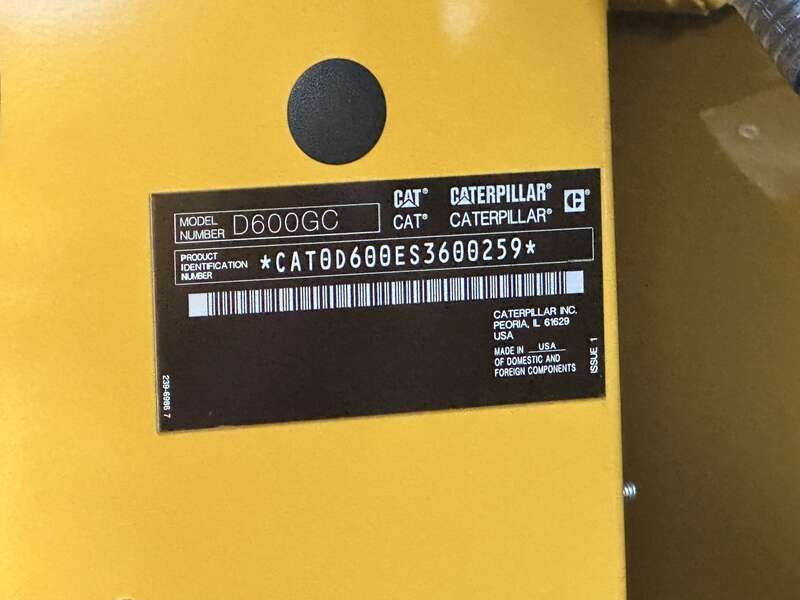 CAT® CATERPILLAR® C®
MODEL NUMBER D600GC CAT® CATERPILLAR®
PRODUCT IDENTIFICATION NUMBER *CAT0D600ES3600259*
CATERPILLAR INC.
PEORIA, IL 61629
USA
MADE IN USA
OF DOMESTIC AND
FOREIGN COMPONENTS
ISSUE 1
239-6986 7